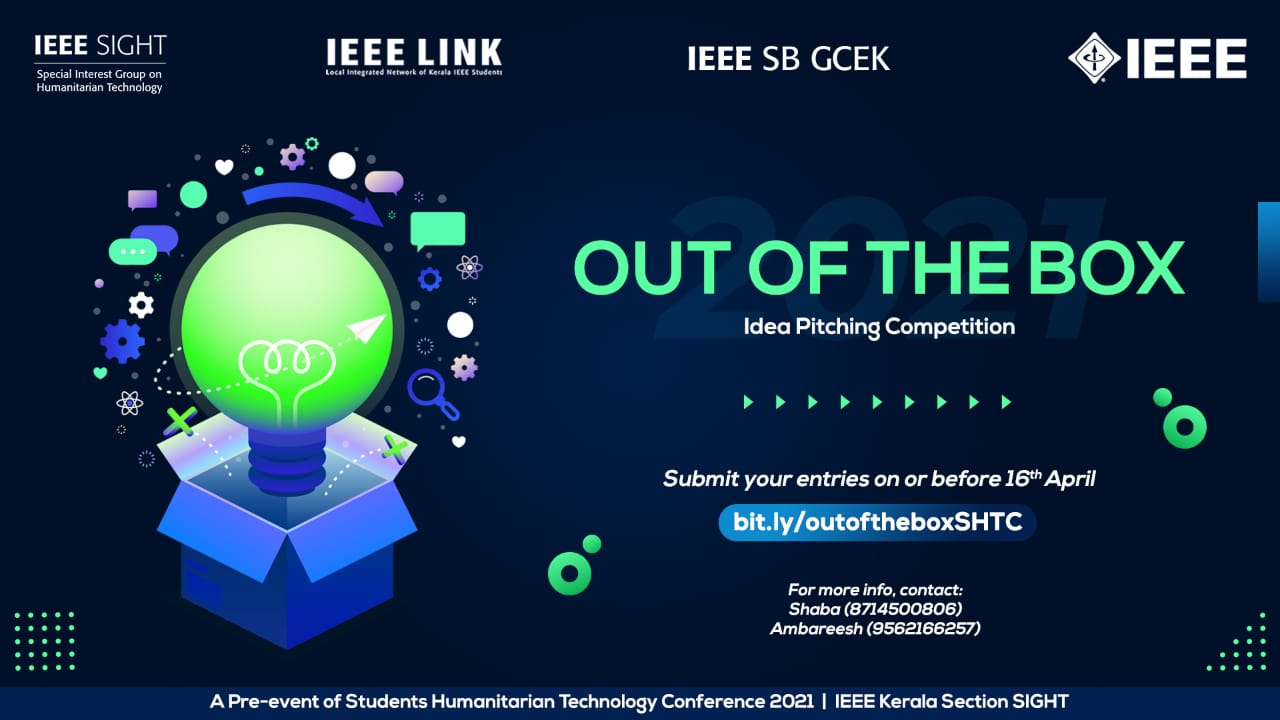 IEEE SIGHT
Special Interest Group on
Humanitarian Technology
IEEE LINK
Local Integrated Network of Kerala IEEE Students
IEEE SB GCEK
IEEE
2021
OUT OF THE BOX
Idea Pitching Competition
Submit your entries on or before 16th April
bit.ly/outoftheboxSHTC
For more info, contact:
Shaba (8714500806)
Ambareesh (9562166257)
A Pre-event of Students Humanitarian Technology Conference 2021 | IEEE Kerala Section SIGHT